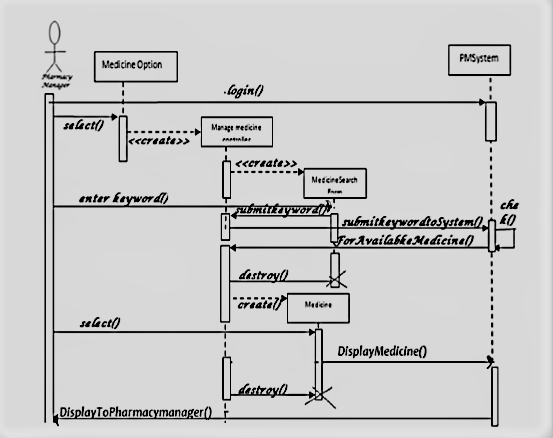 Medicine Option
PMSystem
Pharmacy
Manager
.login()
select()
Manage medicine
controller
<<create>>
<<create>>
MedicineSearch
Form
enter keyword()
submitkeyword()
submitkeywordtoSystem()
che
k()
ForAvailabkeMedicine()
destroy()
create()
Medicine
select()
DisplayMedicine()
destroy()
DisplayToPharmacymanager()